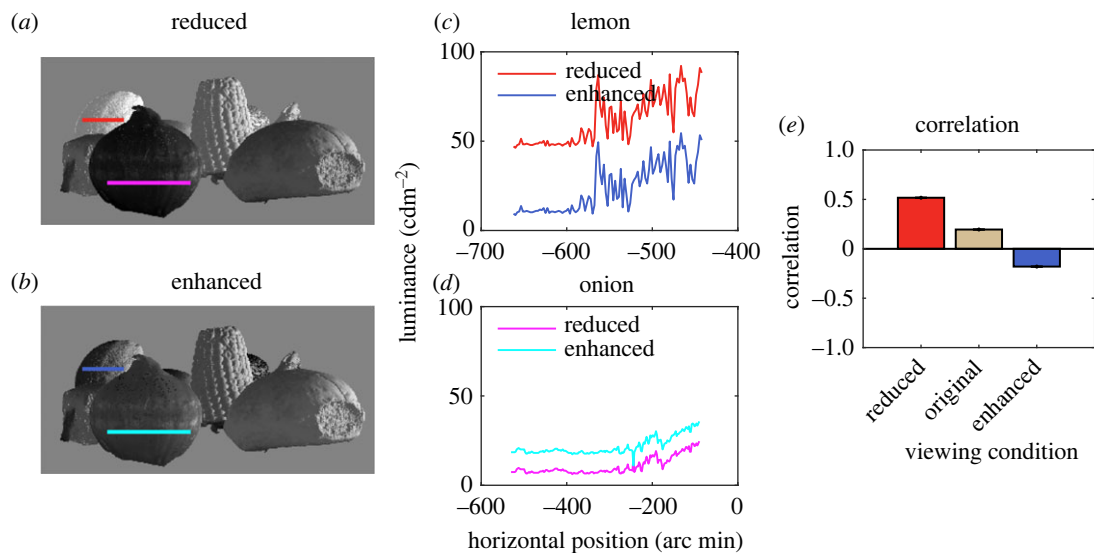 (a) reduced
(b) enhanced
(c) lemon
reduced
enhanced
100
50
0
−700 −600 −500 −400
luminance (cdm−2)
(d) onion
reduced
enhanced
100
50
0
−600 −400 −200 0
horizontal position (arc min)
(e) correlation
1.0
0.5
0
−0.5
−1.0
correlation
reduced
original
enhanced
viewing condition